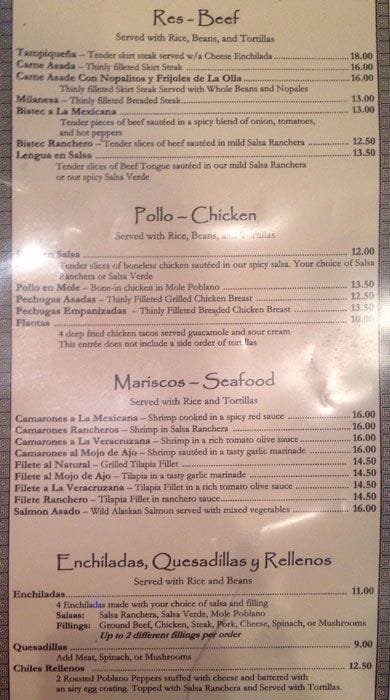 Res - Beef
Served with Rice, Beans, and Tortillas
Tampiqueña – Tender skirt steak served w/a Cheese Enchilada 18.00
Carne Asada – Thinly filleted Skirt Steak 16.00
Carne Asade Con Nopalitos y Frijoles de La Olla 16.00
Thinly filleted Skirt Steak Served with Whole Beans and Nopales
Milanesa – Thinly filleted Breaded Steak 13.00
Bistec a La Mexicana 13.00
Tender pieces of beef sautéed in a spicy blend of onion, tomatoes,
and hot peppers
Bistec Ranchero – Tender slices of beef sautéed in mild Salsa Ranchera 12.50
Lengua en Salsa 13.50
Tender slices of Beef Tongue sautéed in our mild Salsa Ranchera
or our spicy Salsa Verde
Pollo – Chicken
Served with Rice, Beans, and Tortillas
en Salsa 12.00
Tender slices of boneless chicken sautéed in our spicy salsa. Your choice of Salsa
Ranchera or Salsa Verde
Pollo en Mole – Bone-in chicken in Mole Poblano 13.50
Pechugas Asadas – Thinly Filleted Grilled Chicken Breast 12.50
Pechugas Empanizadas – Thinly Filleted Breaded Chicken Breast 13.50
Flautas 10.00
4 deep fried chicken tacos served guacamole and sour cream
This entrée does not include a side order of tortillas
Mariscos – Seafood
Served with Rice and Tortillas
Camarones a La Mexicana – Shrimp cooked in a spicy red sauce 16.00
Camarones Rancheros – Shrimp in Salsa Ranchera 16.00
Camarones a La Veracruzana – Shrimp in a rich tomato olive sauce 16.00
Camarones al Mojo de Ajo – Shrimp sautéed in a tasty garlic marinade 16.00
Filete al Natural – Grilled Tilapia Fillet 14.50
Filete al Mojo de Ajo – Tilapia in a tasty garlic marinade 14.50
Filete a La Veracruzana – Tilapia Fillet in a rich tomato olive sauce 14.50
Filete Ranchero – Tilapia Fillet in ranchero sauce 14.50
Salmon Asado – Wild Alaskan Salmon served with mixed vegetables 16.00
Enchiladas, Quesadillas y Rellenos
Served with Rice and Beans
Enchiladas 11.00
4 Enchiladas made with your choice of salsa and filling
Salsas: Salsa Ranchera, Salsa Verde, Mole Poblano
Fillings: Ground Beef, Chicken, Steak, Pork, Cheese, Spinach, or Mushrooms
Up to 2 different fillings per order
Quesadillas 9.00
Add Meat, Spinach, or Mushrooms
Chiles Rellenos 12.50
2 Roasted Poblano Peppers stuffed with cheese and battered with
an airy egg coating. Topped with Salsa Ranchera and Served with Tortillas.